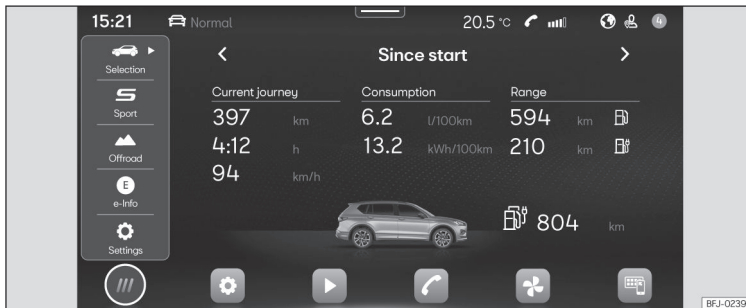 15:21 Normal 20.5 °C 4
Selection
Sport
Offroad
E
e-Info
Settings
Since start
Current journey Consumption Range
397 km 6.2 l/100km 594 km
4:12 h 13.2 kWh/100km 210 km
94 km/h
804 km
BFJ-0239